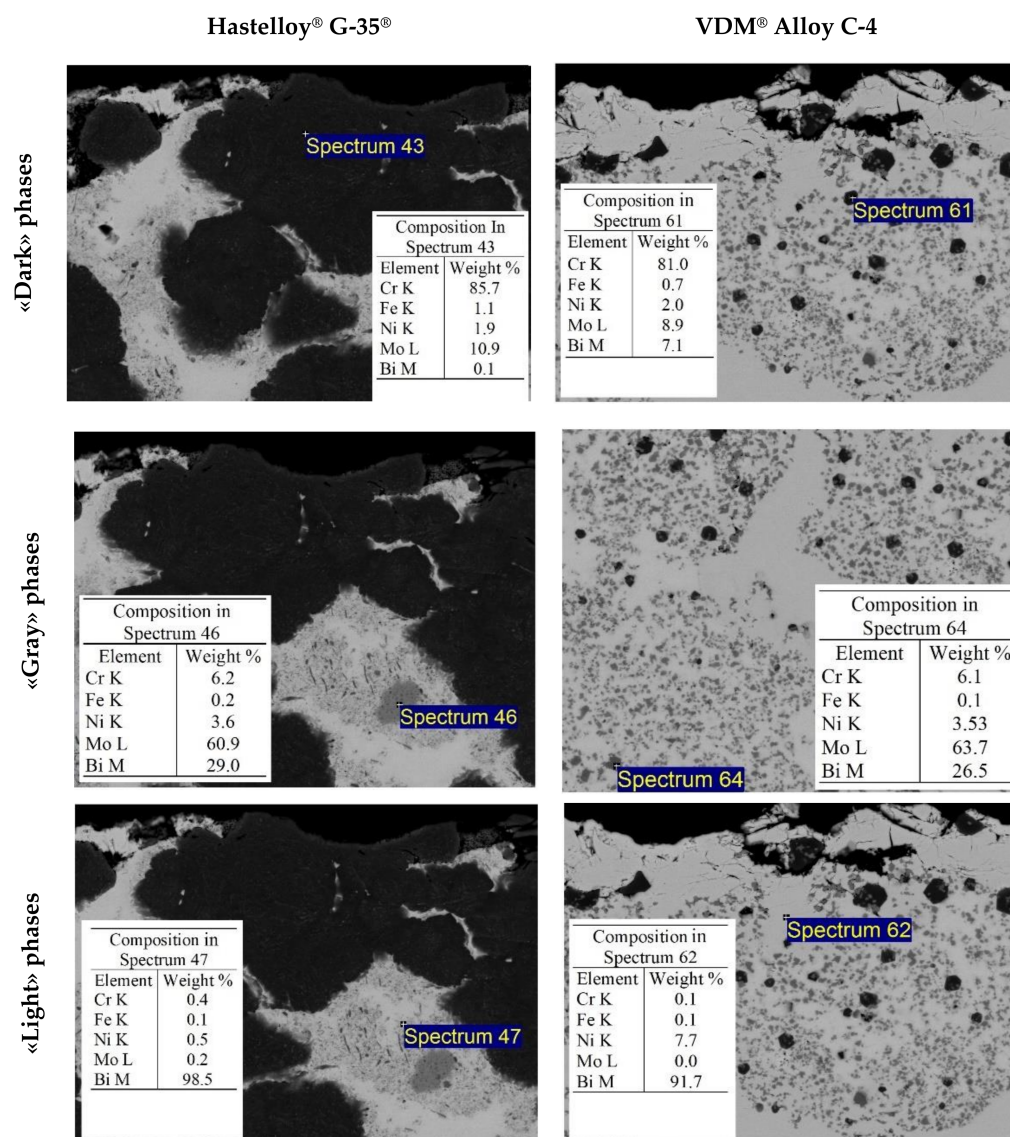 Hastelloy® G-35®
VDM® Alloy C-4
«Dark» phases
Spectrum 43
Composition In
Spectrum 43
Element Weight %
Cr K 85.7
Fe K 1.1
Ni K 1.9
Mo L 10.9
Bi M 0.1
Spectrum 61
Composition in
Spectrum 61
Element Weight %
Cr K 81.0
Fe K 0.7
Ni K 2.0
Mo L 8.9
Bi M 7.1
«Gray» phases
Composition in
Spectrum 46
Element Weight %
Cr K 6.2
Fe K 0.2
Ni K 3.6
Mo L 60.9
Bi M 29.0
Spectrum 46
Composition in
Spectrum 64
Element Weight %
Cr K 6.1
Fe K 0.1
Ni K 3.53
Mo L 63.7
Bi M 26.5
Spectrum 64
«Light» phases
Composition in
Spectrum 47
Element Weight %
Cr K 0.4
Fe K 0.1
Ni K 0.5
Mo L 0.2
Bi M 98.5
Spectrum 47
Spectrum 62
Composition in
Spectrum 62
Element Weight %
Cr K 0.1
Fe K 0.1
Ni K 7.7
Mo L 0.0
Bi M 91.7